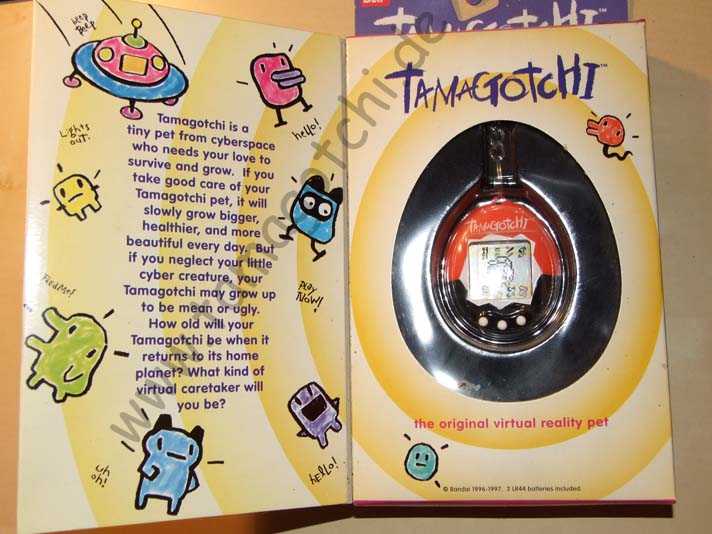 beep
Beep
Tamagotchi is a
tiny pet from cyberspace
who needs your love to
survive and grow. If you
take good care of your
Tamagotchi pet, it will
slowly grow bigger,
healthier, and more
beautiful every day. But
if you neglect your little
cyber creature, your
Tamagotchi may grow up
to be mean or ugly.
How old will your
Tamagotchi be when it
returns to its home
planet? What kind of
virtual caretaker will
you be?
Lights
out!
hello!
Play
Now!
Feed Me!
uh
oh!
hello!
www.tamagotchi.de
TAMAGOTCHI™
TAMAGOTCHI™
TAMAGOTCHI
the original virtual reality pet
© Bandai 1996-1997. 2 LR44 batteries included.